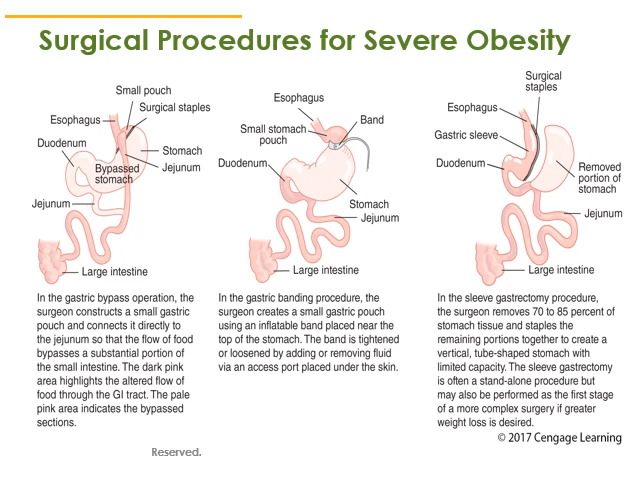 Surgical Procedures for Severe Obesity
Small pouch
Surgical staples
Esophagus
Duodenum
Stomach
Bypassed
stomach
Jejunum
Jejunum
Large intestine
In the gastric bypass operation, the
surgeon constructs a small gastric
pouch and connects it directly to
the jejunum so that the flow of food
bypasses a substantial portion of
the small intestine. The dark pink
area highlights the altered flow of
food through the GI tract. The pale
pink area indicates the bypassed
sections.
Esophagus
Band
Small stomach
pouch
Duodenum
Stomach
Jejunum
Large intestine
In the gastric banding procedure, the
surgeon creates a small gastric pouch
using an inflatable band placed near the
top of the stomach. The band is tightened
or loosened by adding or removing fluid
via an access port placed under the skin.
Surgical
staples
Esophagus
Gastric sleeve
Duodenum
Removed
portion of
stomach
Jejunum
Large intestine
In the sleeve gastrectomy procedure,
the surgeon removes 70 to 85 percent of
stomach tissue and staples the
remaining portions together to create a
vertical, tube-shaped stomach with
limited capacity. The sleeve gastrectomy
is often a stand-alone procedure but
may also be performed as the first stage
of a more complex surgery if greater
weight loss is desired.
© 2017 Cengage Learning
Reserved.